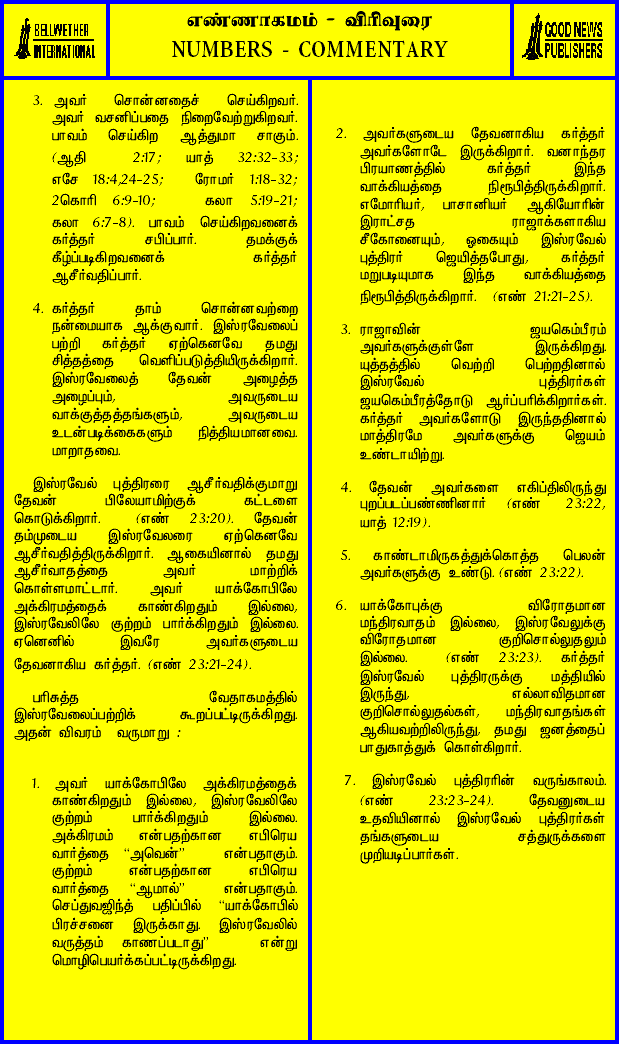 BELLWETHER
INTERNATIONAL
எண்ணாகமம் - விரிவுரை
NUMBERS - COMMENTARY
GOOD NEWS
PUBLISHERS
3. அவர் சொன்னதைச் செய்கிறவர்.
அவர் வசனிப்பதை நிறைவேற்றுகிறவர்.
பாவம் செய்கிற ஆத்துமா சாகும்.
(ஆதி 2:17; யாத் 32:32-33;
எசே 18:4,24-25; ரோமர் 1:18-32;
2கொரி 6:9-10; கலா 5:19-21;
கலா 6:7-8). பாவம் செய்கிறவனைக்
கர்த்தர் சபிப்பார். தமக்குக்
கீழ்ப்படிகிறவனைக் கர்த்தர்
ஆசீர்வதிப்பார்.
4. கர்த்தர் தாம் சொன்னவற்றை
நன்மையாக ஆக்குவார். இஸ்ரவேலைப்
பற்றி கர்த்தர் ஏற்கெனவே தமது
சித்தத்தை வெளிப்படுத்தியிருக்கிறார்.
இஸ்ரவேலைத் தேவன் அழைத்த
அழைப்பும், அவருடைய
வாக்குத்தத்தங்களும், அவருடைய
உடன்படிக்கைகளும் நித்தியமானவை.
மாறாதவை.
இஸ்ரவேல் புத்திரரை ஆசீர்வதிக்குமாறு
தேவன் பிலேயாமிற்குக் கட்டளை
கொடுக்கிறார். (எண் 23:20). தேவன்
தம்முடைய இஸ்ரவேலரை ஏற்கெனவே
ஆசீர்வதித்திருக்கிறார். ஆகையினால் தமது
ஆசீர்வாதத்தை அவர் மாற்றிக்
கொள்ளமாட்டார். அவர் யாக்கோபிலே
அக்கிரமத்தைக் காண்கிறதும் இல்லை,
இஸ்ரவேலிலே குற்றம் பார்க்கிறதும் இல்லை.
ஏனெனில் இவரே அவர்களுடைய
தேவனாகிய கர்த்தர். (எண் 23:21-24).
பரிசுத்த வேதாகமத்தில்
இஸ்ரவேலைப்பற்றிக் கூறப்பட்டிருக்கிறது.
அதன் விவரம் வருமாறு :
1. அவர் யாக்கோபிலே அக்கிரமத்தைக்
காண்கிறதும் இல்லை, இஸ்ரவேலிலே
குற்றம் பார்க்கிறதும் இல்லை.
அக்கிரமம் என்பதற்கான எபிரெய
வார்த்தை “அவென்” என்பதாகும்.
குற்றம் என்பதற்கான எபிரெய
வார்த்தை “ஆமால்” என்பதாகும்.
செப்துவஜிந்த் பதிப்பில் “யாக்கோபில்
பிரச்சனை இருக்காது. இஸ்ரவேலில்
வருத்தம் காணப்படாது” என்று
மொழிபெயர்க்கப்பட்டிருக்கிறது.
2. அவர்களுடைய தேவனாகிய கர்த்தர்
அவர்களோடே இருக்கிறார். வனாந்தர
பிரயாணத்தில் கர்த்தர் இந்த
வாக்கியத்தை நிரூபித்திருக்கிறார்.
எமோரியர், பாசானியர் ஆகியோரின்
இராட்சத ராஜாக்களாகிய
சீகோனையும், ஓகையும் இஸ்ரவேல்
புத்திரர் ஜெயித்தபோது, கர்த்தர்
மறுபடியுமாக இந்த வாக்கியத்தை
நிரூபித்திருக்கிறார். (எண் 21:21-25).
3. ராஜாவின் ஜயகெம்பீரம்
அவர்களுக்குள்ளே இருக்கிறது.
யுத்தத்தில் வெற்றி பெற்றதினால்
இஸ்ரவேல் புத்திரர்கள்
ஜயகெம்பீரத்தோடு ஆர்ப்பரிக்கிறார்கள்.
கர்த்தர் அவர்களோடு இருந்ததினால்
மாத்திரமே அவர்களுக்கு ஜெயம்
உண்டாயிற்று.
4. தேவன் அவர்களை எகிப்திலிருந்து
புறப்படப்பண்ணினார் (எண் 23:22,
யாத் 12:19).
5. காண்டாமிருகத்துக்கொத்த பெலன்
அவர்களுக்கு உண்டு. (எண் 23:22).
6. யாக்கோபுக்கு விரோதமான
மந்திரவாதம் இல்லை, இஸ்ரவேலுக்கு
விரோதமான குறிசொல்லுதலும்
இல்லை. (எண் 23:23). கர்த்தர்
இஸ்ரவேல் புத்திரருக்கு மத்தியில்
இருந்து, எல்லாவிதமான
குறிசொல்லுதல்கள், மந்திரவாதங்கள்
ஆகியவற்றிலிருந்து, தமது ஜனத்தைப்
பாதுகாத்துக் கொள்கிறார்.
7. இஸ்ரவேல் புத்திரரின் வருங்காலம்.
(எண் 23:23-24). தேவனுடைய
உதவியினால் இஸ்ரவேல் புத்திரர்கள்
தங்களுடைய சத்துருக்களை
முறியடிப்பார்கள்.